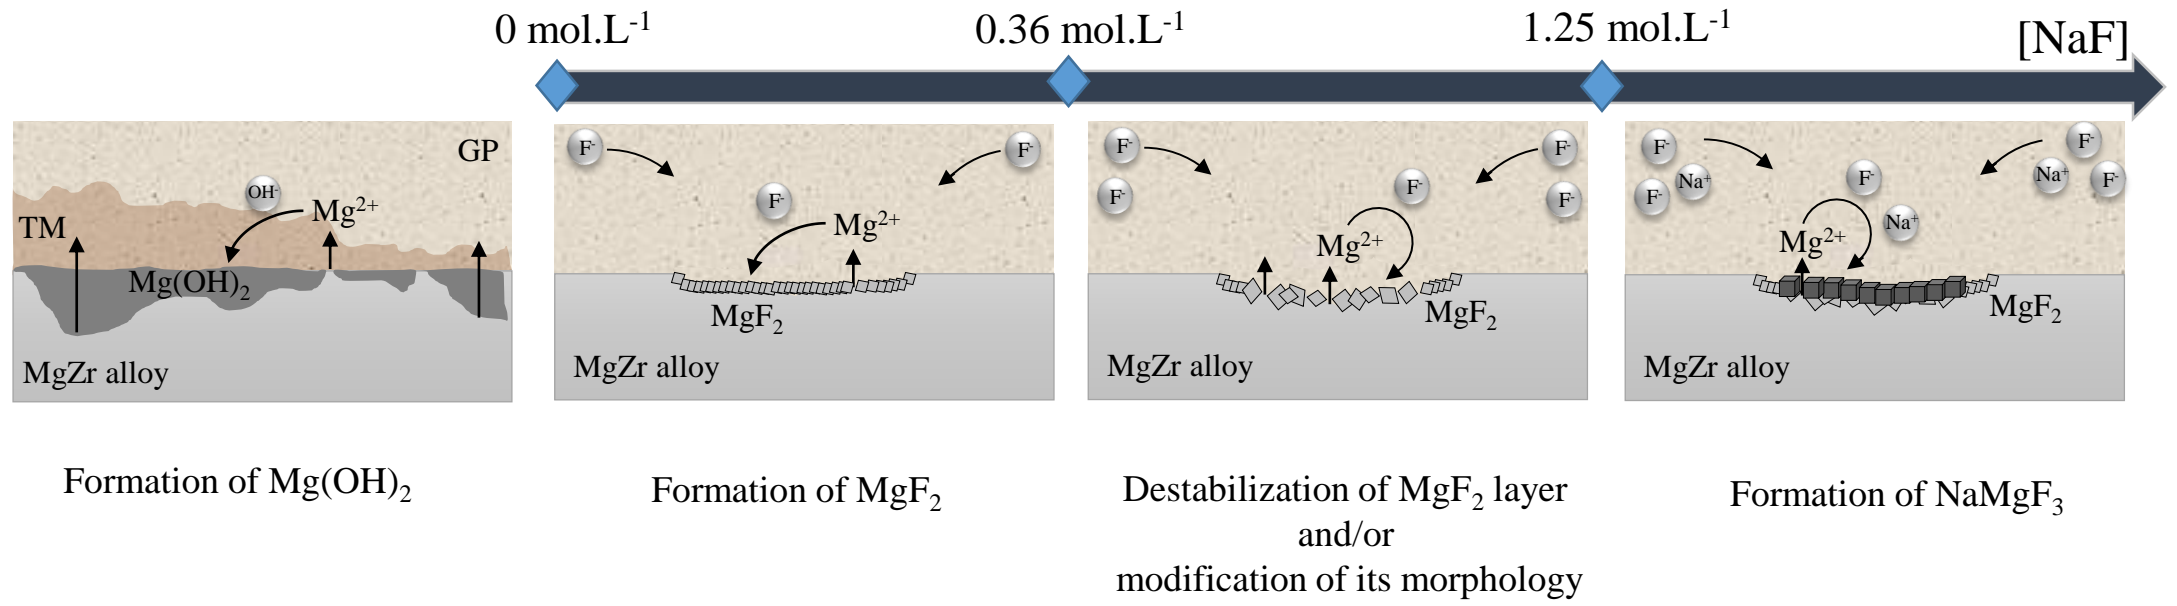 0 mol.L⁻¹
0.36 mol.L⁻¹
1.25 mol.L⁻¹
[NaF]
GP
OH⁻
Mg²⁺
TM
Mg(OH)₂
MgZr alloy
F⁻
F⁻
F⁻
Mg²⁺
MgF₂
MgZr alloy
F⁻
F⁻
F⁻
F⁻
F⁻
Mg²⁺
MgF₂
MgZr alloy
F⁻
F⁻
Na⁺
F⁻
Na⁺
F⁻
Na⁺
F⁻
Mg²⁺
MgF₂
MgZr alloy
Formation of Mg(OH)₂
Formation of MgF₂
Destabilization of MgF₂ layer
and/or
modification of its morphology
Formation of NaMgF₃